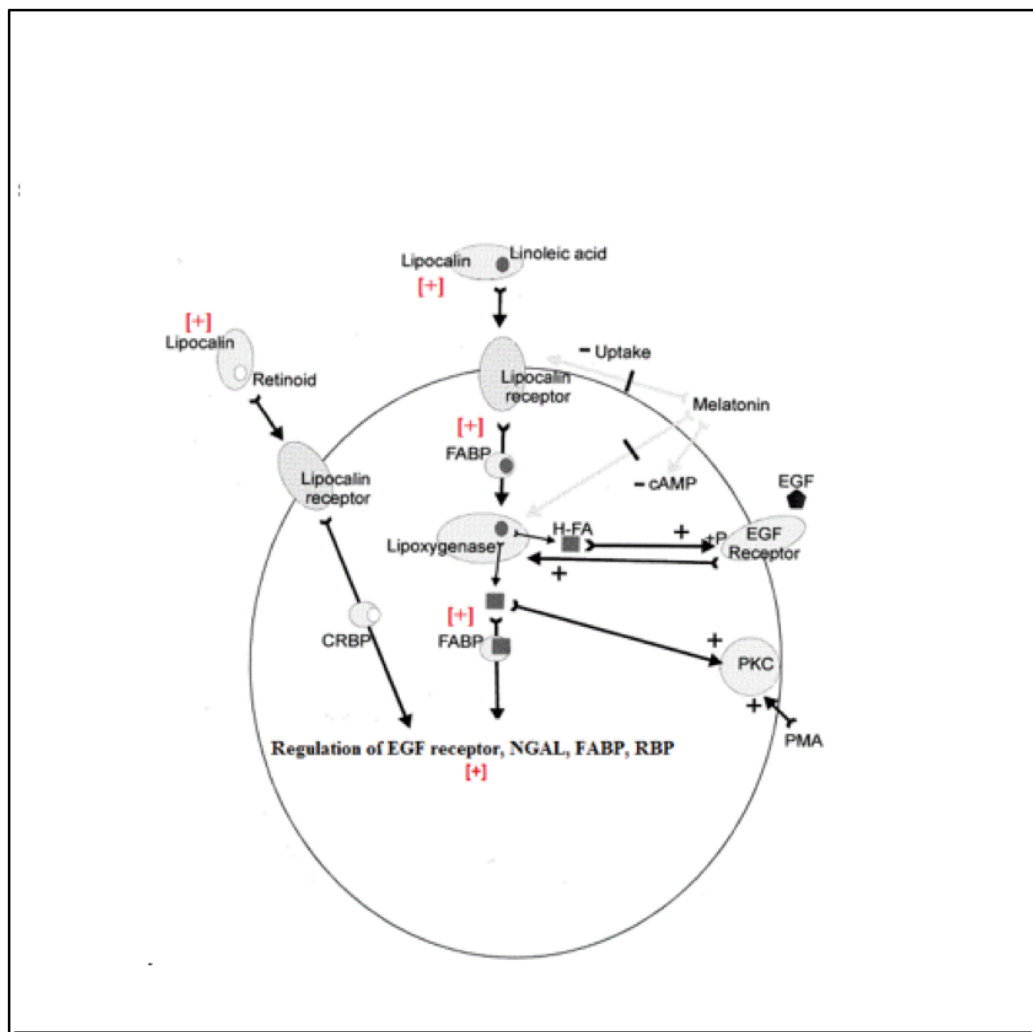 Lipocalin
Linoleic acid
[+]
[+]
Lipocalin
Retinoid
− Uptake
Lipocalin
receptor
Melatonin
[+]
FABP
− cAMP
Lipocalin
receptor
EGF
H-FA
+
+P
EGF
Receptor
Lipoxygenase
+
[+]
FABP
CRBP
+
PKC
+
PMA
Regulation of EGF receptor, NGAL, FABP, RBP
[+]